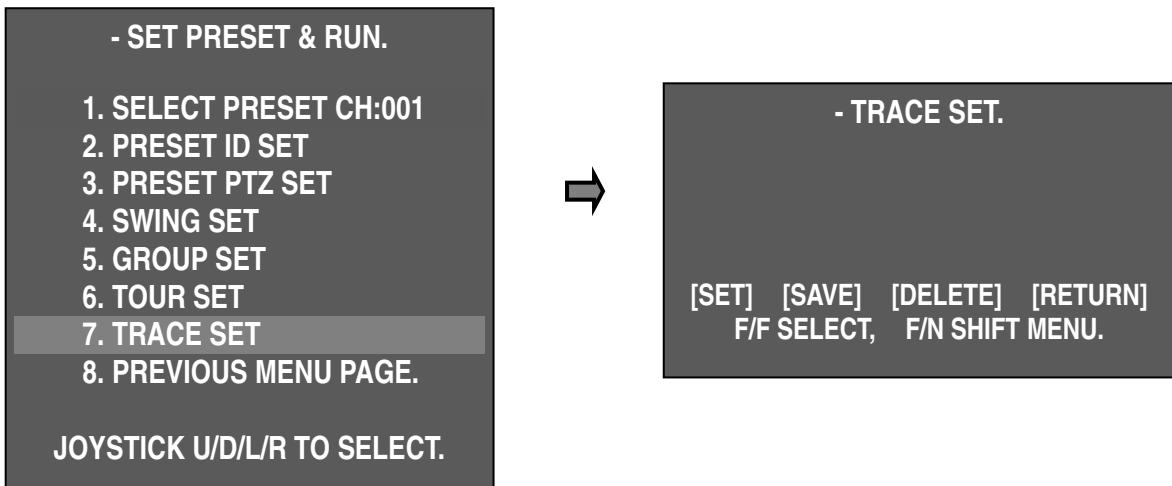 - SET PRESET & RUN.
1. SELECT PRESET CH:001
2. PRESET ID SET
3. PRESET PTZ SET
4. SWING SET
5. GROUP SET
6. TOUR SET
7. TRACE SET
8. PREVIOUS MENU PAGE.
JOYSTICK U/D/L/R TO SELECT.
- TRACE SET.
[SET] [SAVE] [DELETE] [RETURN]
F/F SELECT, F/N SHIFT MENU.